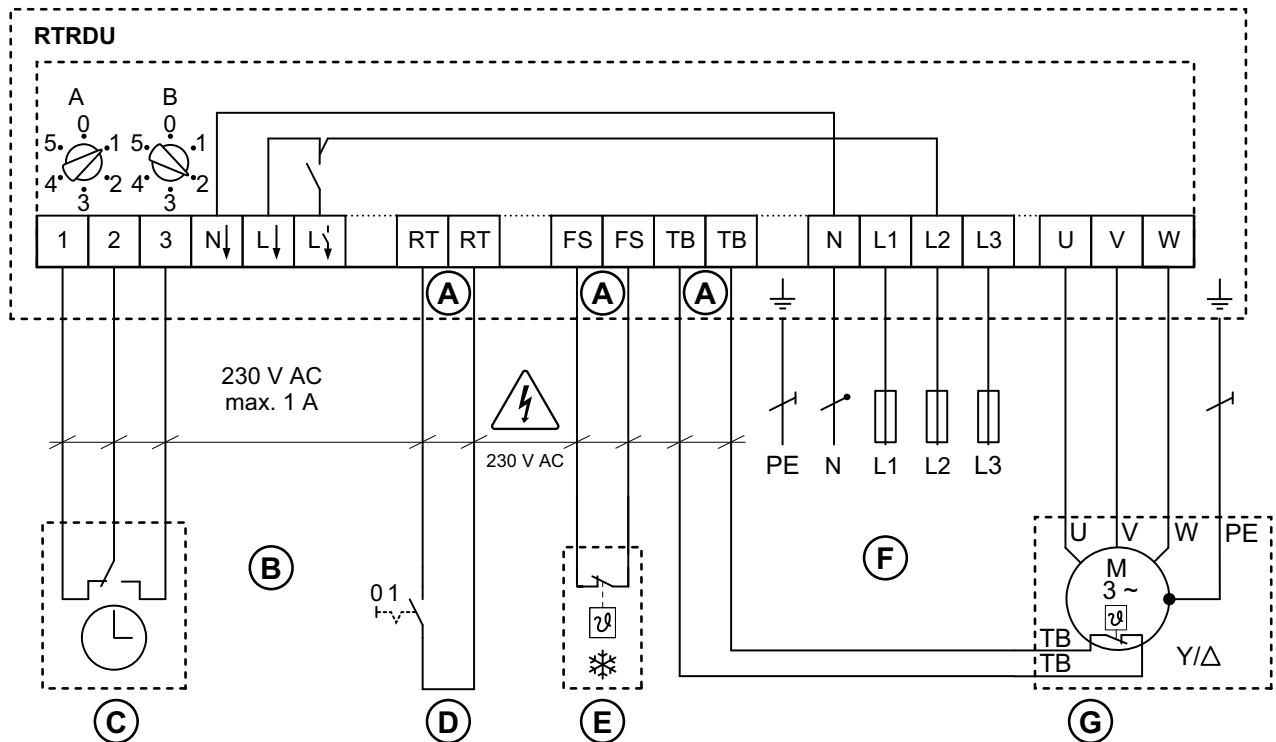 RTRDU
A B
0 0
5 1 5 1
4 2 4 2
3 3
1 2 3 N L L RT RT FS FS TB TB N L1 L2 L3 U V W
A A A
230 V AC
max. 1 A
230 V AC
PE N L1 L2 L3
U V W PE
B F
M
3 ~
0 1
ϑ ϑ
TB
TB
Y/△
C D E G